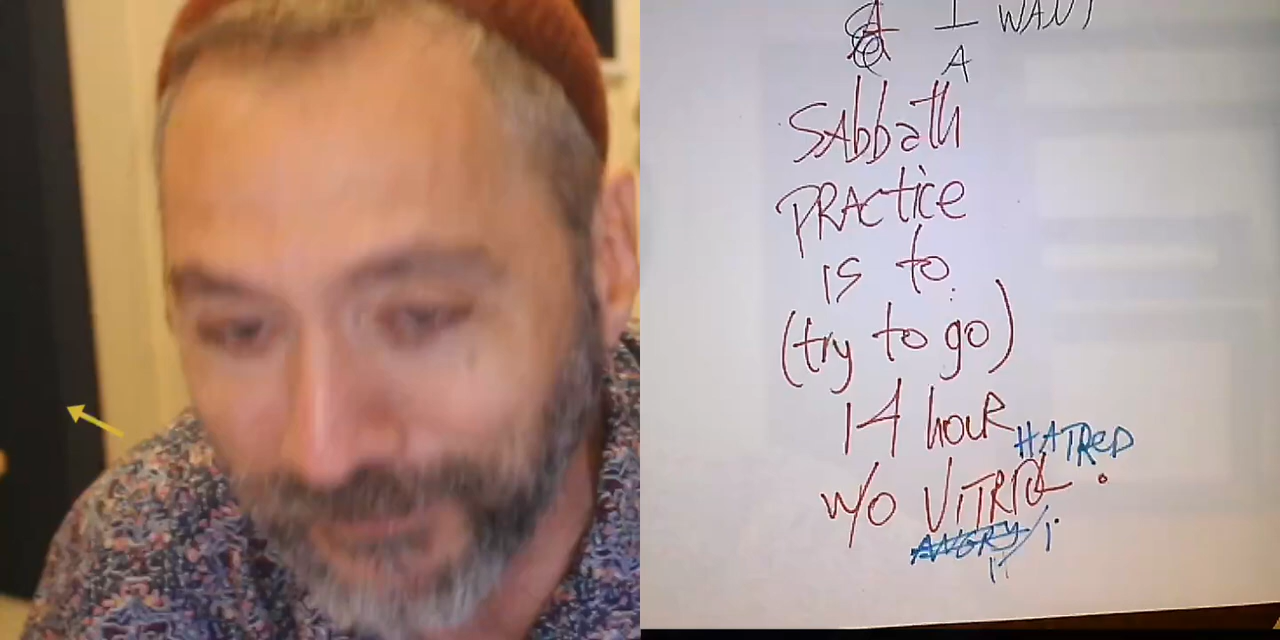 I WANT
A
SAbbath
PRActice
is to
(try to go)
14 houR
HATReD
w/o VITRIOL.
ANGRY/